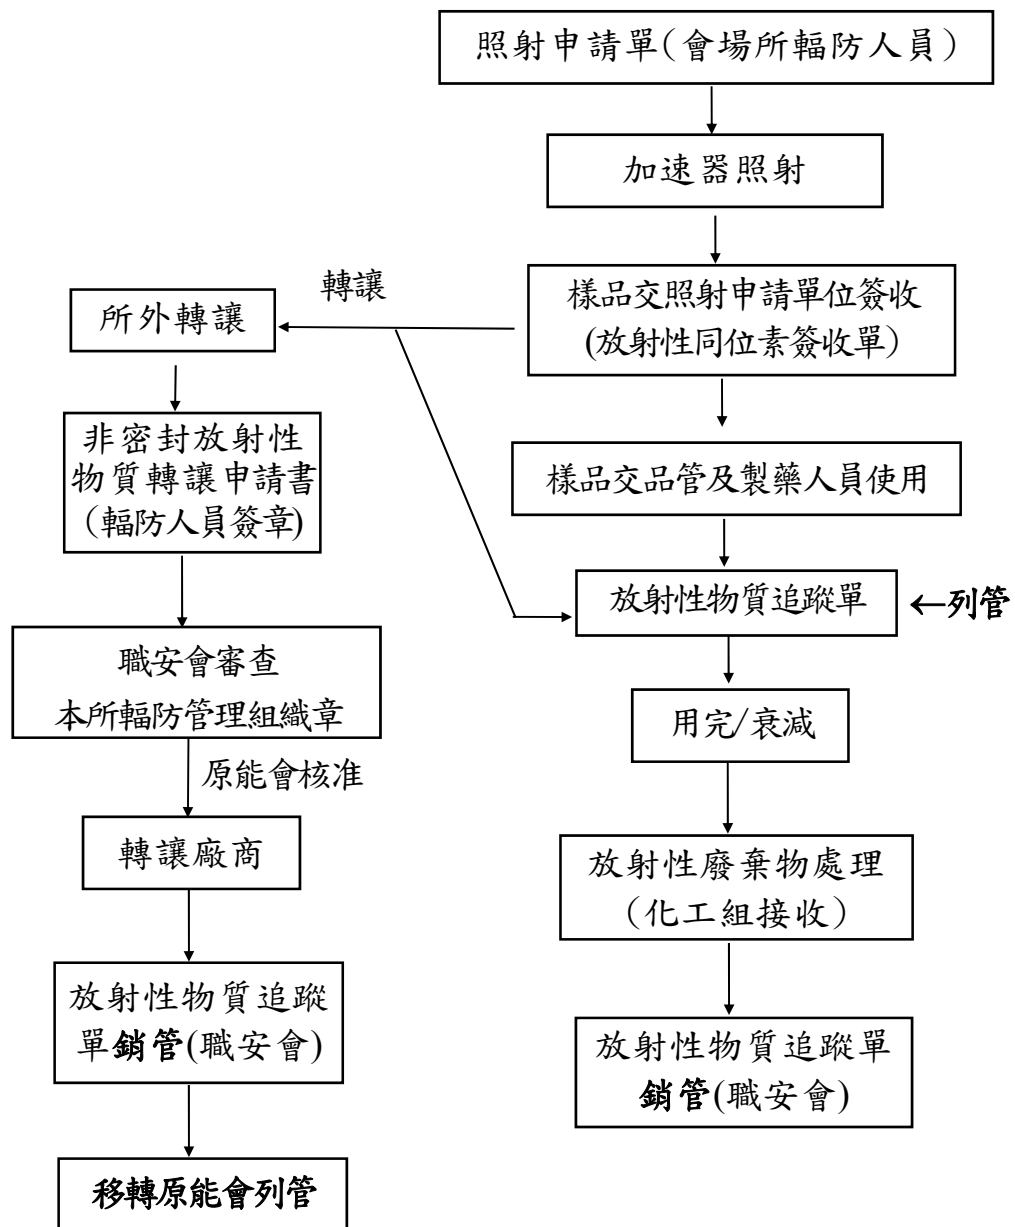 照射申請單(會場所輻防人員)
加速器照射
轉讓
所外轉讓
樣品交照射申請單位簽收
(放射性同位素簽收單)
非密封放射性
物質轉讓申請書
(輻防人員簽章)
樣品交品管及製藥人員使用
放射性物質追蹤單
←列管
職安會審查
本所輻防管理組織章
用完/衰減
原能會核准
轉讓廠商
放射性廢棄物處理
(化工組接收)
放射性物質追蹤
單銷管(職安會)
放射性物質追蹤單
銷管(職安會)
移轉原能會列管